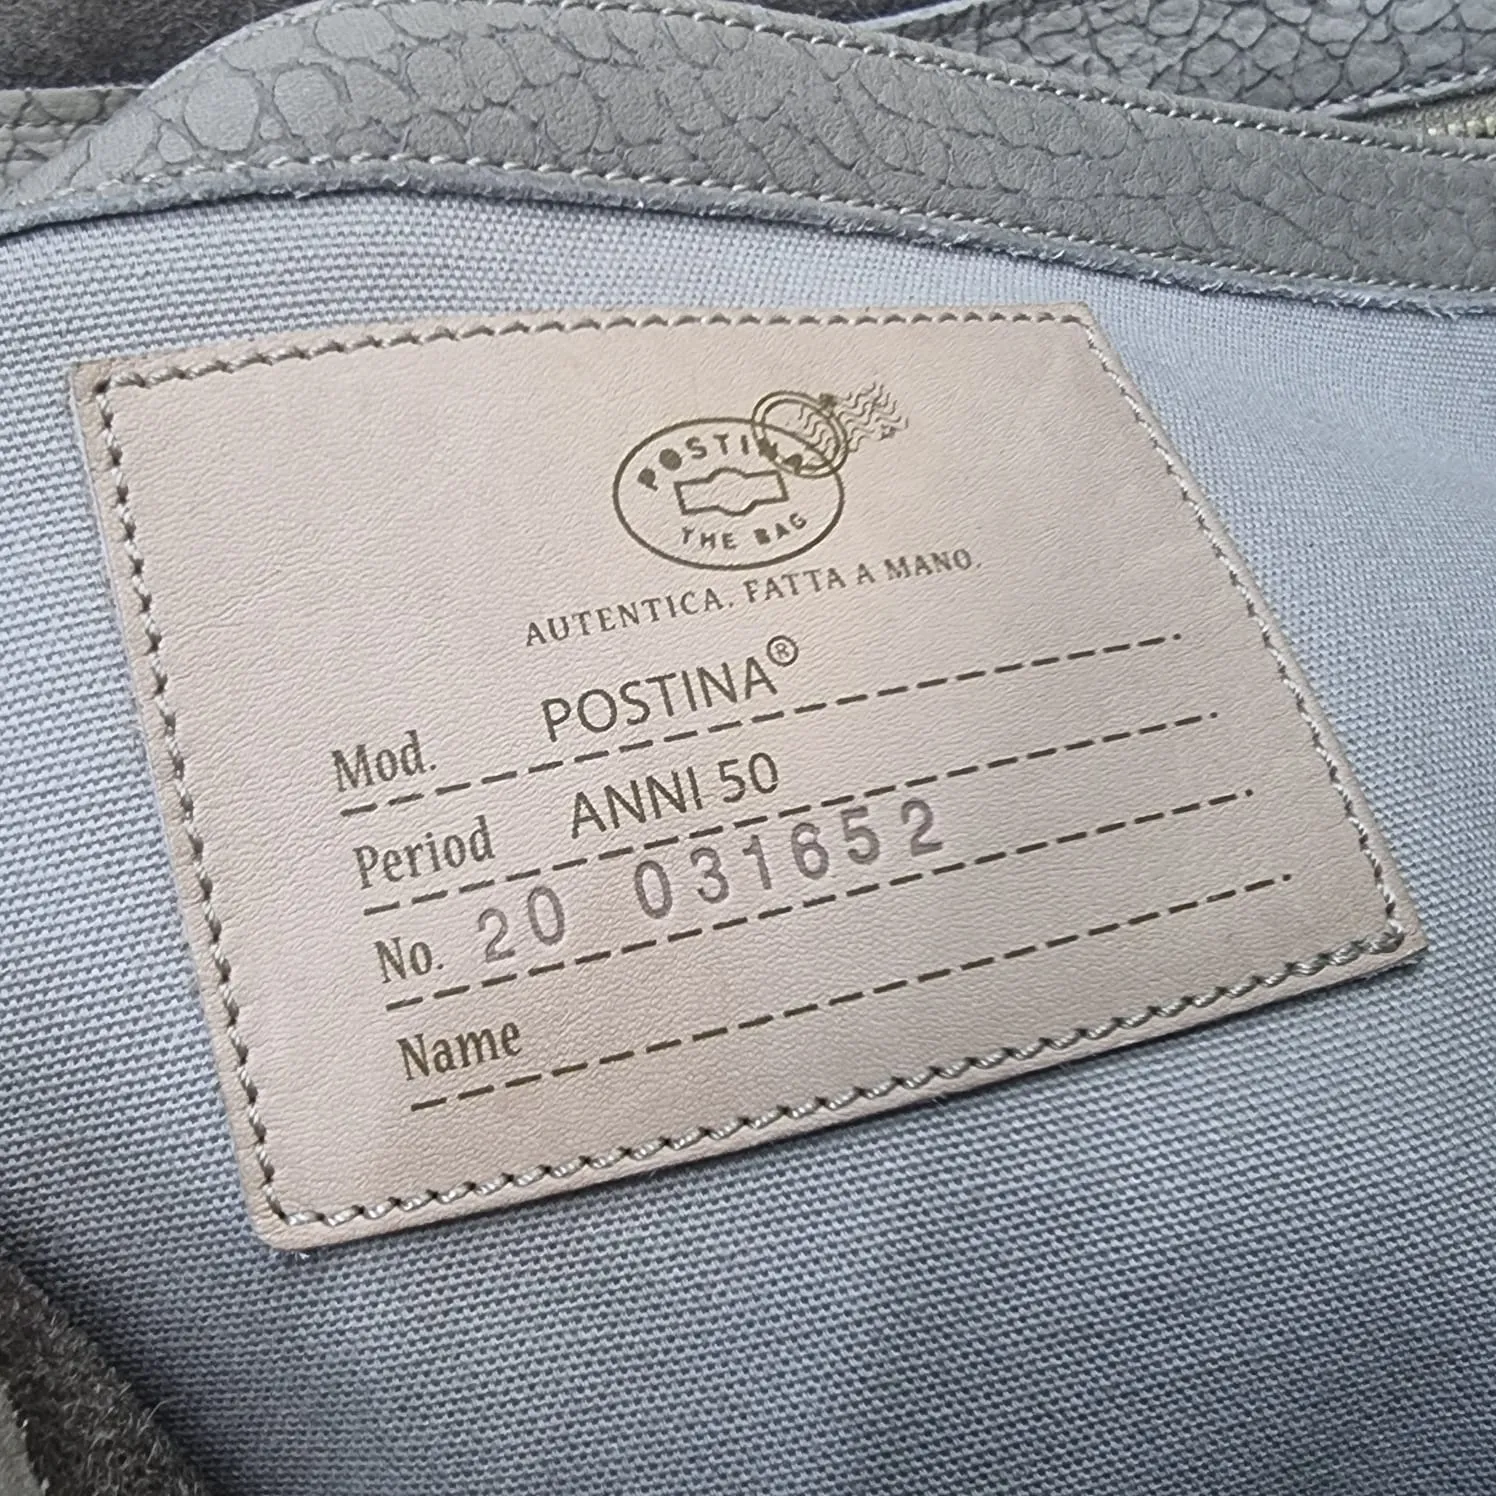 POSTINA
THE BAG
AUTENTICA. FATTA A MANO.
Mod. POSTINA®
Period ANNI 50
No. 20 031652
Name